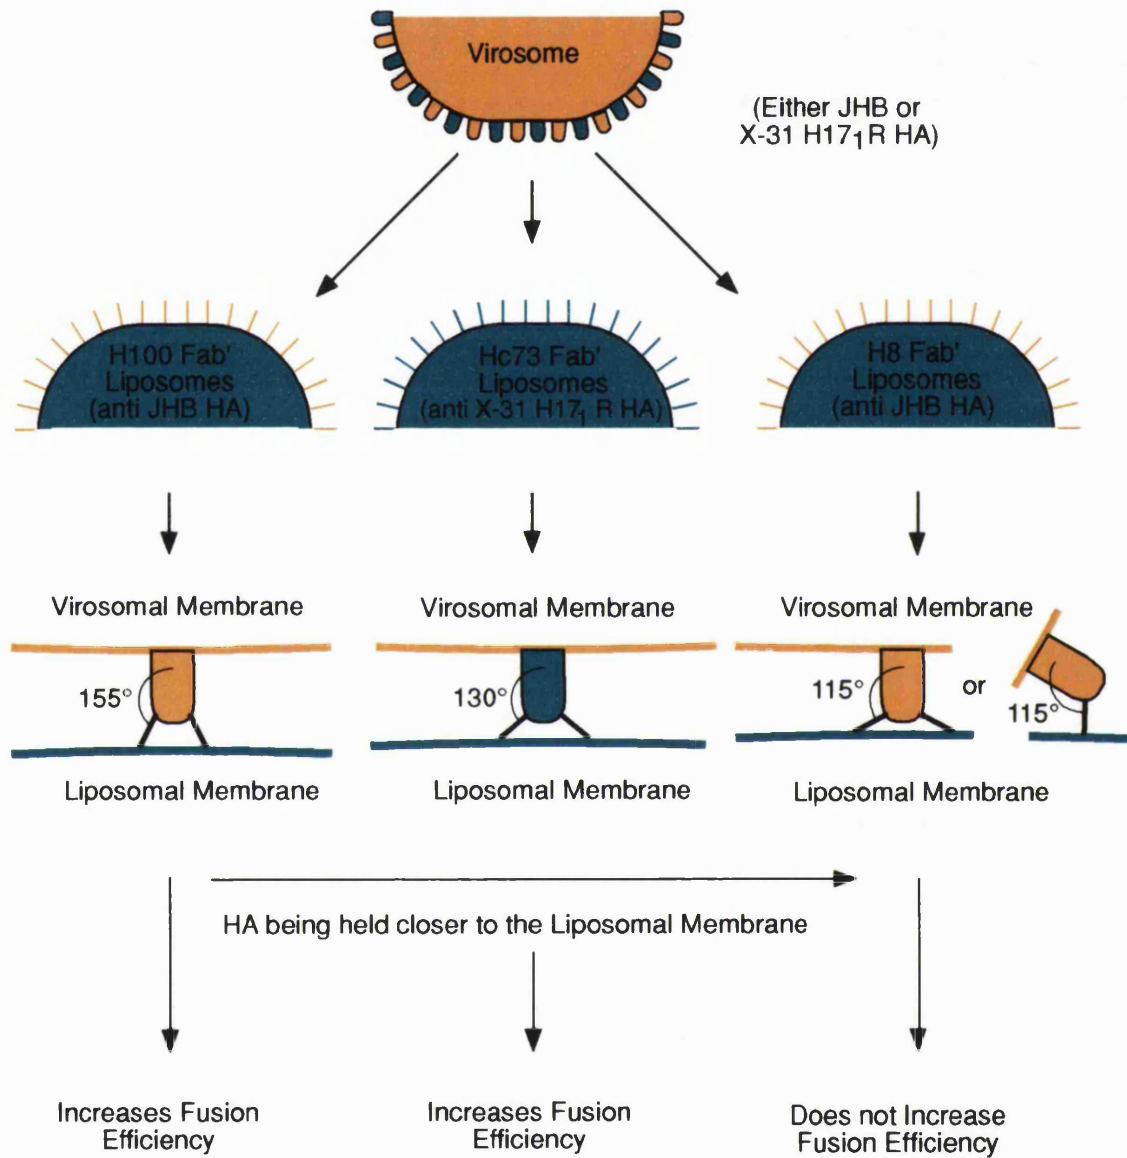 Virosome
(Either JHB or
X-31 H17₁R HA)
H100 Fab'
Liposomes
(anti JHB HA)
Hc73 Fab'
Liposomes
(anti X-31 H17₁ R HA)
H8 Fab'
Liposomes
(anti JHB HA)
Virosomal Membrane
155°
Liposomal Membrane
Virosomal Membrane
130°
Liposomal Membrane
Virosomal Membrane
115°
or
115°
Liposomal Membrane
HA being held closer to the Liposomal Membrane
Increases Fusion
Efficiency
Increases Fusion
Efficiency
Does not Increase
Fusion Efficiency